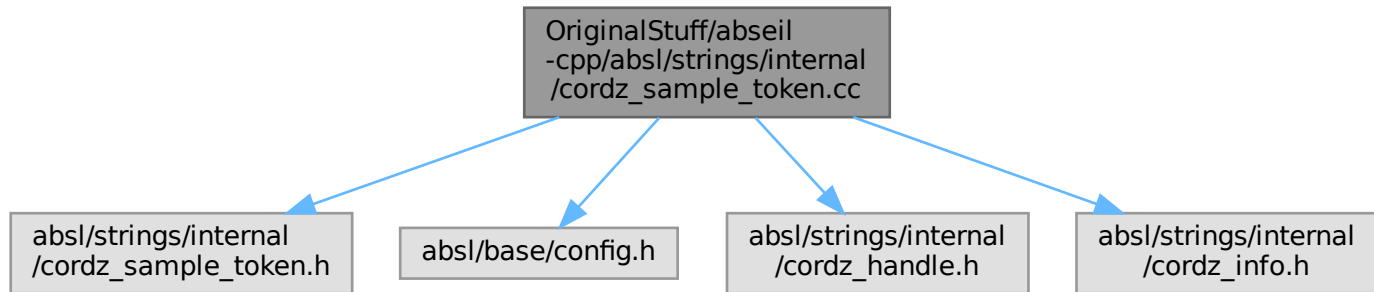 OriginalStuff/abseil
-cpp/absl/strings/internal
/cordz_sample_token.cc
absl/strings/internal
/cordz_sample_token.h
absl/base/config.h
absl/strings/internal
/cordz_handle.h
absl/strings/internal
/cordz_info.h